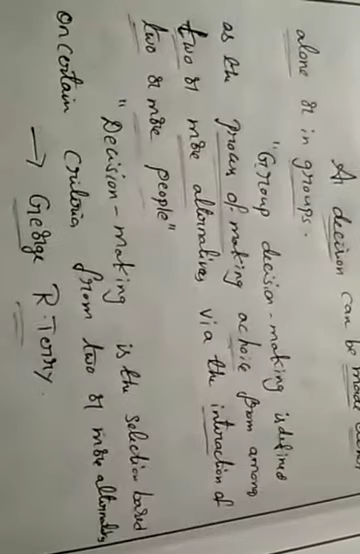 A decision can be made
alone or in groups.
"Group decision-making is defined
as the process of making a choice from among
two or more alternatives via the interaction of
two or more people"
"Decision-making is the selection based
on certain criteria from two or more alternatives
→ George R. Terry.